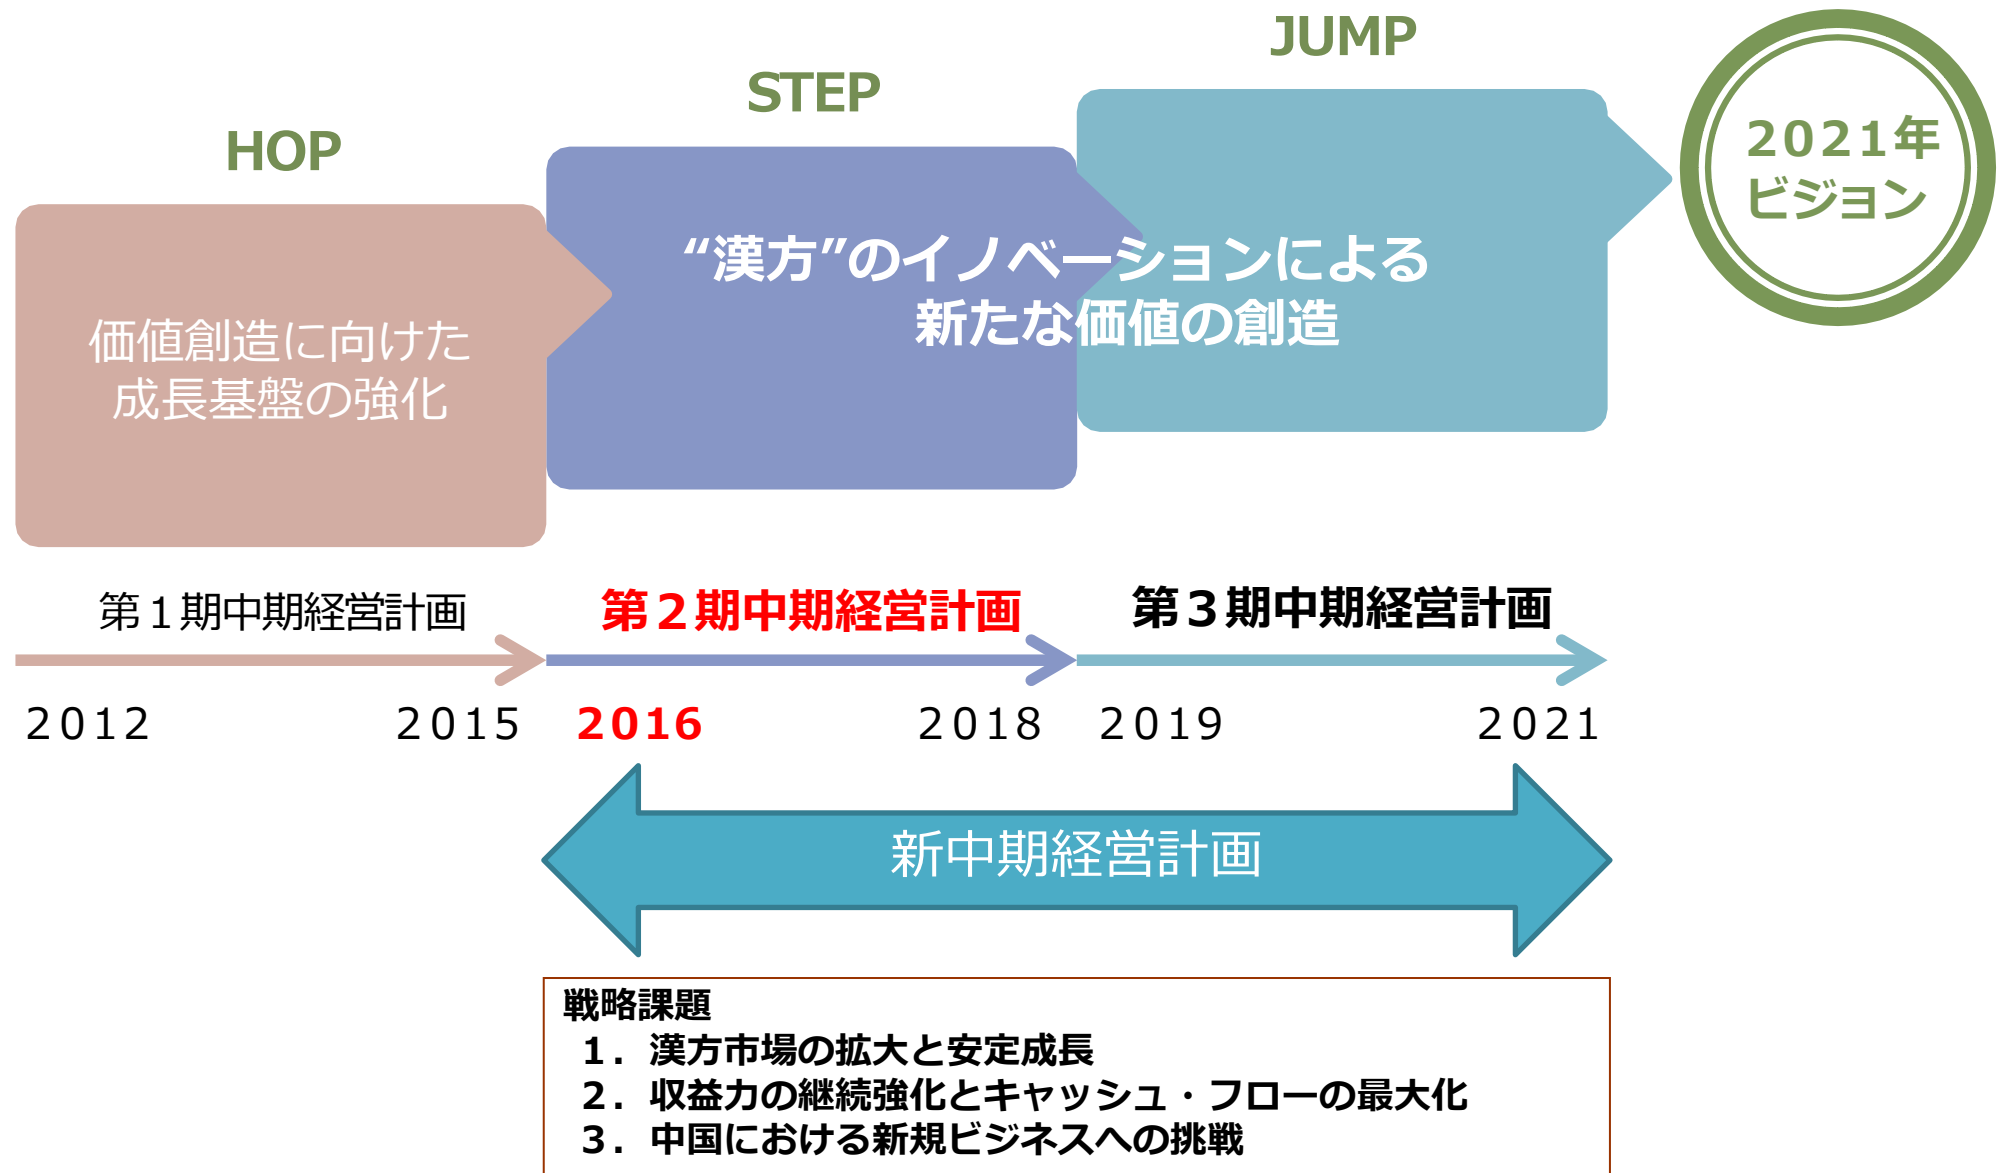 JUMP
STEP
HOP
２０２１年
ビジョン
“漢方”のイノベーションによる
新たな価値の創造
価値創造に向けた
成長基盤の強化
第１期中期経営計画
第２期中期経営計画
第３期中期経営計画
２０１２
２０１５
２０１６
２０１８
２０１９
２０２１
新中期経営計画
戦略課題
１．漢方市場の拡大と安定成長
２．収益力の継続強化とキャッシュ・フローの最大化
３．中国における新規ビジネスへの挑戦